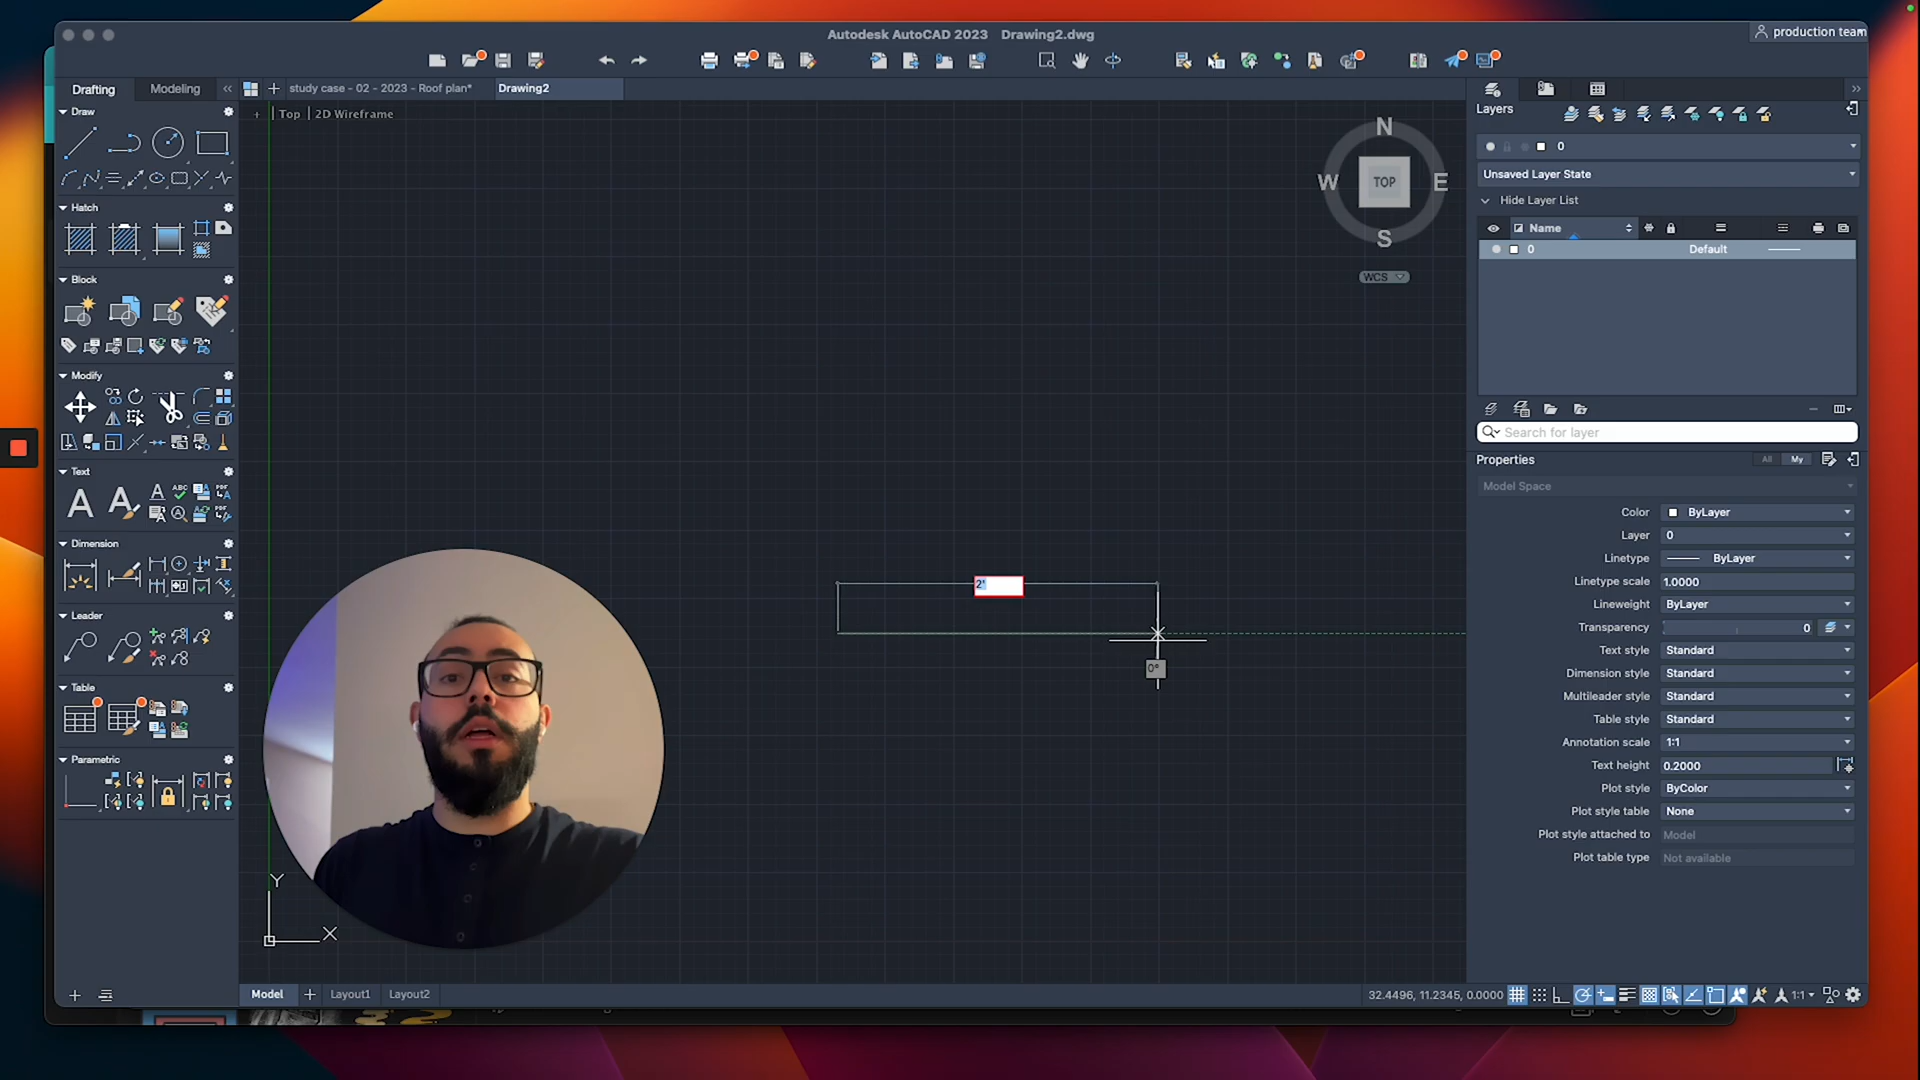 Autodesk AutoCAD 2023 Drawing2.dwg
production team
Drafting
Modeling
study case - 02 - 2023 - Roof plan*
Drawing2
Draw
Hatch
Block
Modify
Text
Dimension
Leader
Table
Parametric
Top
2D Wireframe
N
W
TOP
E
S
WCS
2'
0°
Y
X
Layers
0
Unsaved Layer State
Hide Layer List
Name
0 Default
Search for layer
Properties
All
My
Model Space
Color ByLayer
Layer 0
Linetype ByLayer
Linetype scale 1.0000
Lineweight ByLayer
Transparency 0
Text style Standard
Dimension style Standard
Multileader style Standard
Table style Standard
Annotation scale 1:1
Text height 0.2000
Plot style ByColor
Plot style table None
Plot style attached to Model
Plot table type Not available
Model
Layout1
Layout2
32.4496, 11.2345, 0.0000
1:1